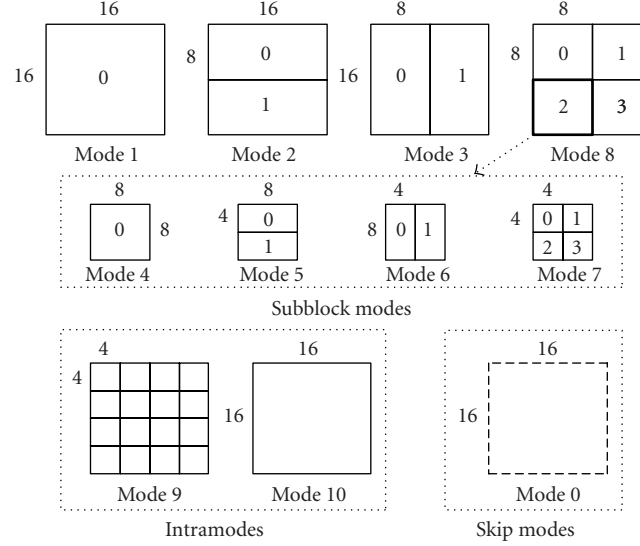 16 16 8 8
16 0 8 0 1 16 0 1 8 0 1 2 3
Mode 1 Mode 2 Mode 3 Mode 8
8 8 4 4
0 8 4 0 1 8 0 1 4 0 1 2 3
Mode 4 Mode 5 Mode 6 Mode 7
Subblock modes
4 16 16
4 16 16
Mode 9 Mode 10 Mode 0
Intramodes Skip modes